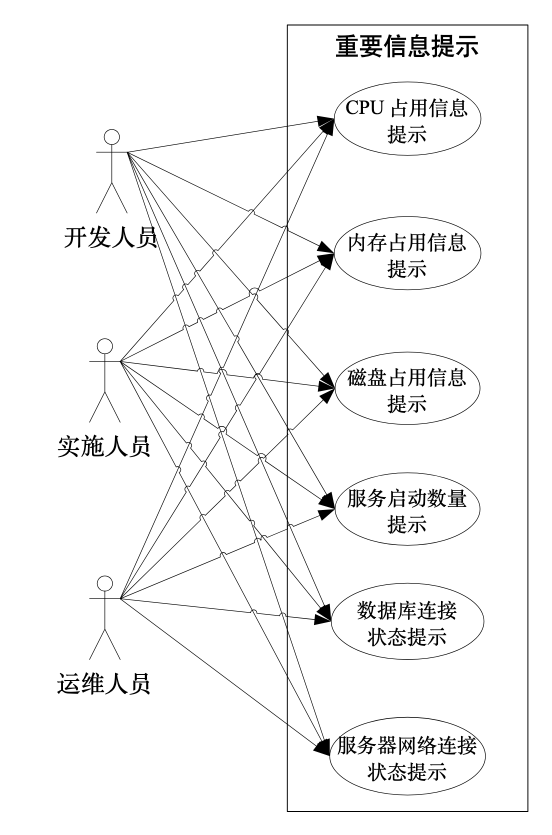 重要信息提示
CPU 占用信息
提示
开发人员
内存占用信息
提示
磁盘占用信息
提示
实施人员
服务启动数量
提示
数据库连接
状态提示
运维人员
服务器网络连接
状态提示